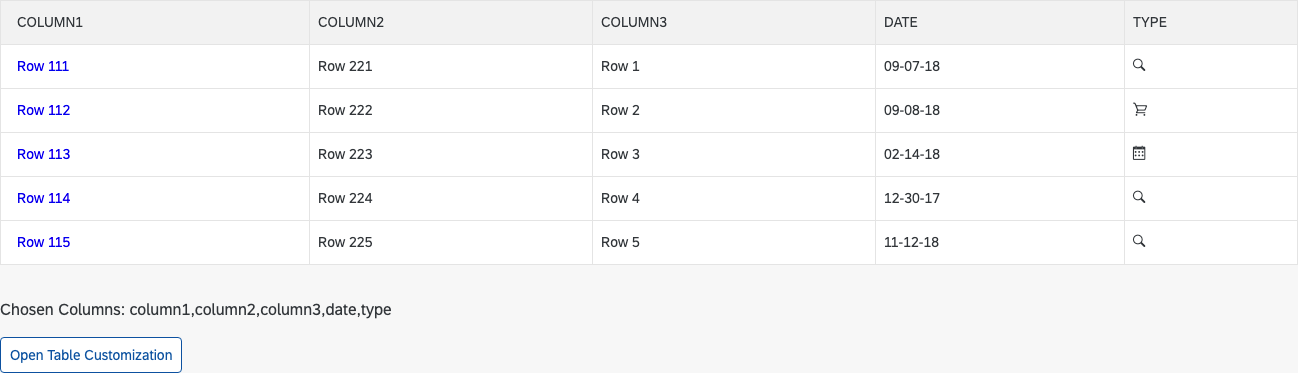 COLUMN1 COLUMN2 COLUMN3 DATE TYPE
Row 111 Row 221 Row 1 09-07-18
Row 112 Row 222 Row 2 09-08-18
Row 113 Row 223 Row 3 02-14-18
Row 114 Row 224 Row 4 12-30-17
Row 115 Row 225 Row 5 11-12-18
Chosen Columns: column1,column2,column3,date,type
Open Table Customization